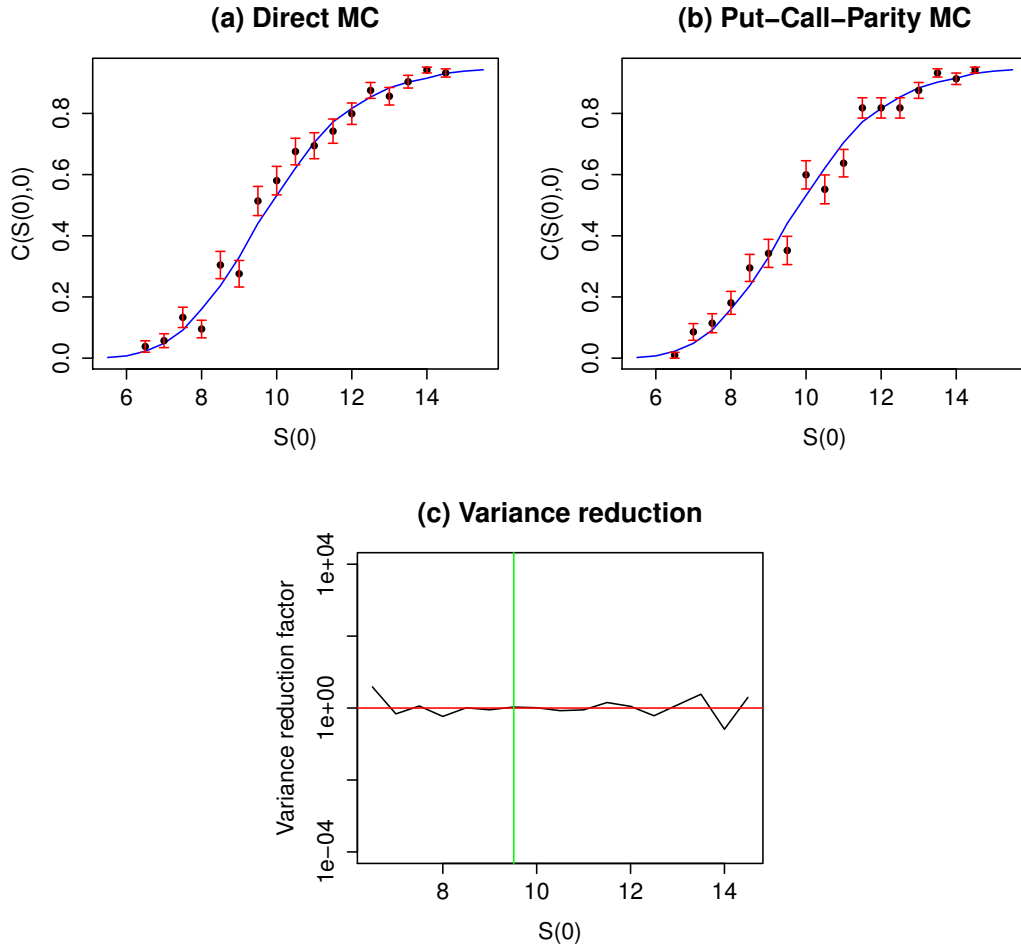 (a) Direct MC
C(S(0),0)
0.0 0.2 0.4 0.6 0.8
6 8 10 12 14
S(0)
(b) Put−Call−Parity MC
C(S(0),0)
0.0 0.2 0.4 0.6 0.8
6 8 10 12 14
S(0)
(c) Variance reduction
Variance reduction factor
1e−04 1e+00 1e+04
8 10 12 14
S(0)